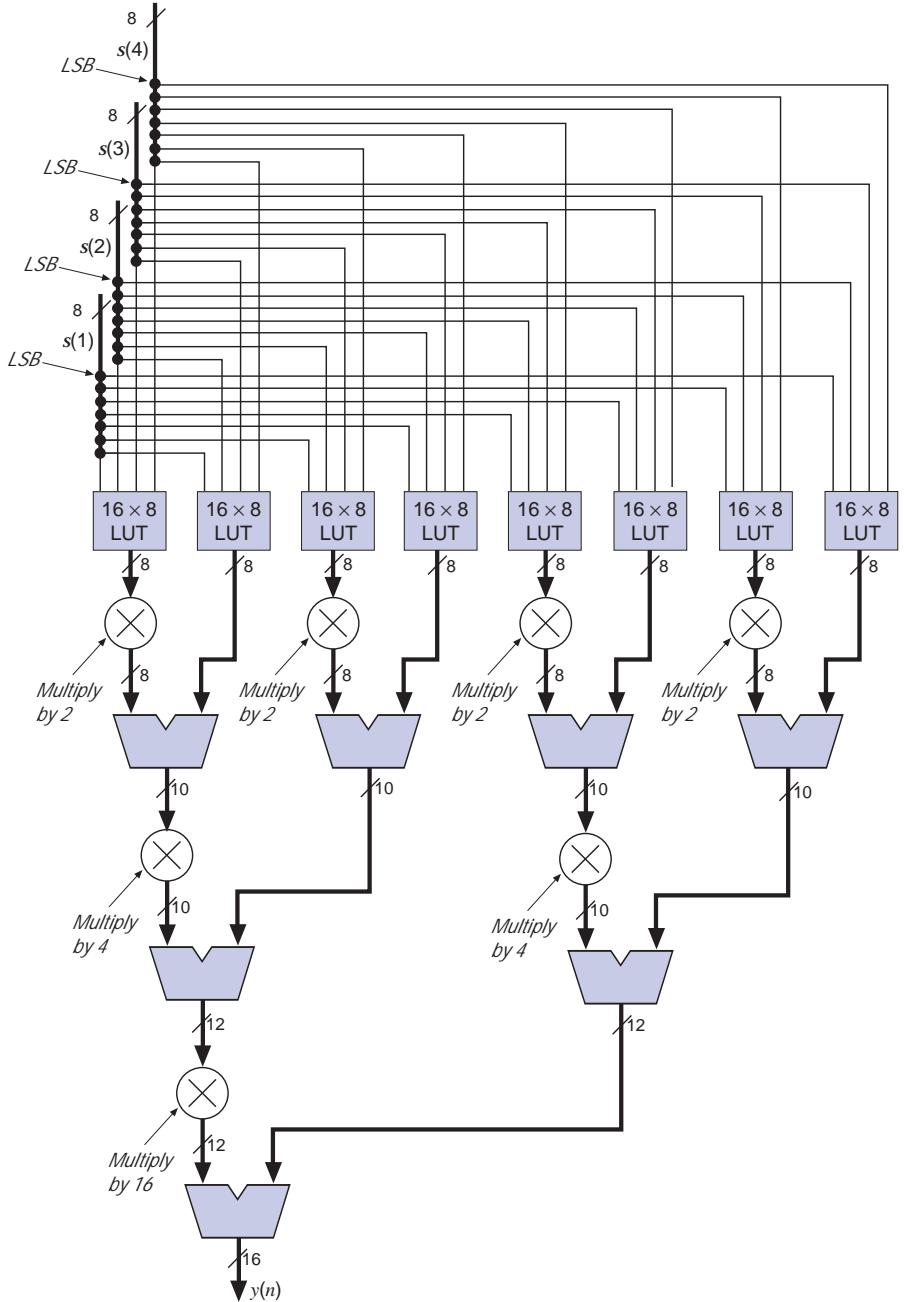 8
s(4)
LSB
8
s(3)
LSB
8
s(2)
LSB
8
s(1)
LSB
16 × 8
LUT
16 × 8
LUT
16 × 8
LUT
16 × 8
LUT
16 × 8
LUT
16 × 8
LUT
16 × 8
LUT
16 × 8
LUT
8
8
8
8
8
8
8
8
8
8
8
8
Multiply
by 2
Multiply
by 2
Multiply
by 2
Multiply
by 2
10
10
10
10
10
10
Multiply
by 4
Multiply
by 4
12
12
12
Multiply
by 16
16
y(n)